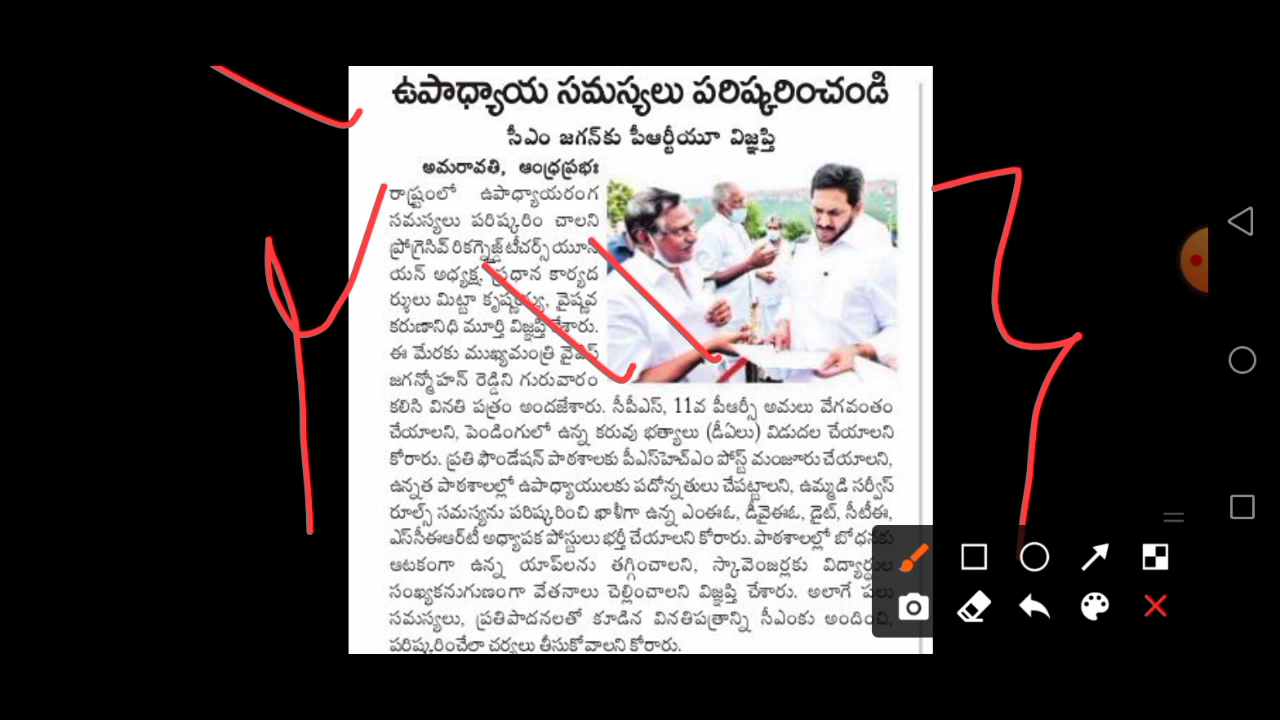 ఉపాధ్యాయ సమస్యలు పరిష్కరించండి
సీఎం జగన్‌కు పీఆర్టీయూ విజ్ఞప్తి
అమరావతి, ఆంధ్రప్రభః
రాష్ట్రంలో ఉపాధ్యాయరంగ
సమస్యలు పరిష్కరిం చాలని
ప్రోగ్రెసివ్ రికగ్నైజ్డ్ టీచర్స్ యూని
యన్ అధ్యక్ష, ప్రధాన కార్యద
ర్శులు మిట్టా కృష్ణయ్య, వైష్ణవ
కరుణానిధి మూర్తి విజ్ఞప్తి చేశారు.
ఈ మేరకు ముఖ్యమంత్రి వైఎస్
జగన్మోహన్ రెడ్డిని గురువారం
కలిసి వినతి పత్రం అందజేశారు. సీపీఎస్, 11వ పీఆర్సీ అమలు వేగవంతం
చేయాలని, పెండింగులో ఉన్న కరువు భత్యాలు (డీఏలు) విడుదల చేయాలని
కోరారు. ప్రతి ఫౌండేషన్ పాఠశాలకు పీఎస్‌హెచ్ఎం పోస్ట్ మంజూరు చేయాలని,
ఉన్నత పాఠశాలల్లో ఉపాధ్యాయులకు పదోన్నతులు చేపట్టాలని, ఉమ్మడి సర్వీస్
రూల్స్ సమస్యను పరిష్కరించి ఖాళీగా ఉన్న ఎంఈఓ, డీవైఈఓ, డైట్, సీటీఈ,
ఎస్‌సీఈఆర్‌టీ అధ్యాపక పోస్టులు భర్తీ చేయాలని కోరారు. పాఠశాలల్లో బోధనకు
ఆటకంగా ఉన్న యాప్‌లను తగ్గించాలని, స్కావెంజర్లకు విద్యార్థుల
సంఖ్యకనుగుణంగా వేతనాలు చెల్లించాలని విజ్ఞప్తి చేశారు. అలాగే పలు
సమస్యలు, ప్రతిపాదనలతో కూడిన వినతిపత్రాన్ని సీఎంకు అందించి,
పరిష్కరించేలా చర్యలు తీసుకోవాలని కోరారు.